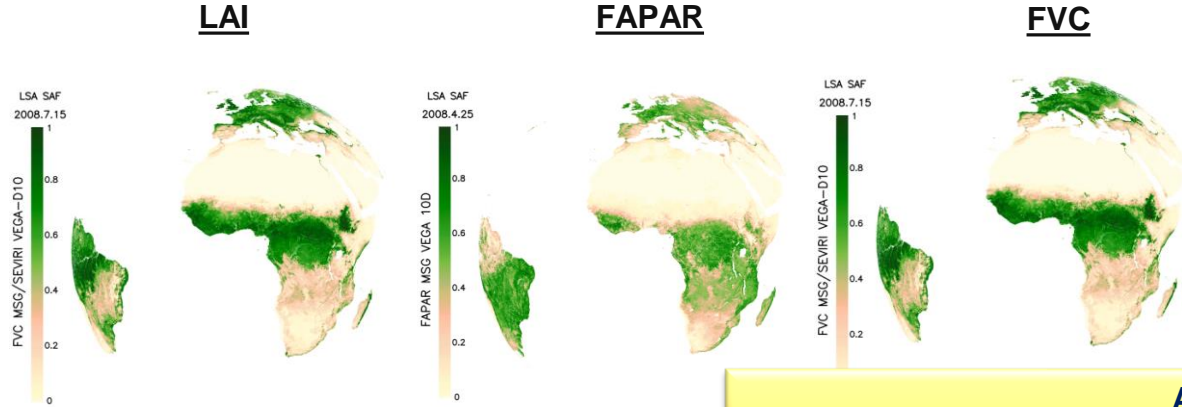 LAI
FAPAR
FVC
LSA SAF
2008.7.15
1
0.8
0.6
0.4
0.2
0
FVC MSG/SEVIRI VEGA-D10
LSA SAF
2008.4.25
1
0.8
0.6
0.4
0.2
0
FAPAR MSG VEGA 10D
LSA SAF
2008.7.15
1
0.8
0.6
0.4
0.2
FVC MSG/SEVIRI VEGA-D10
A